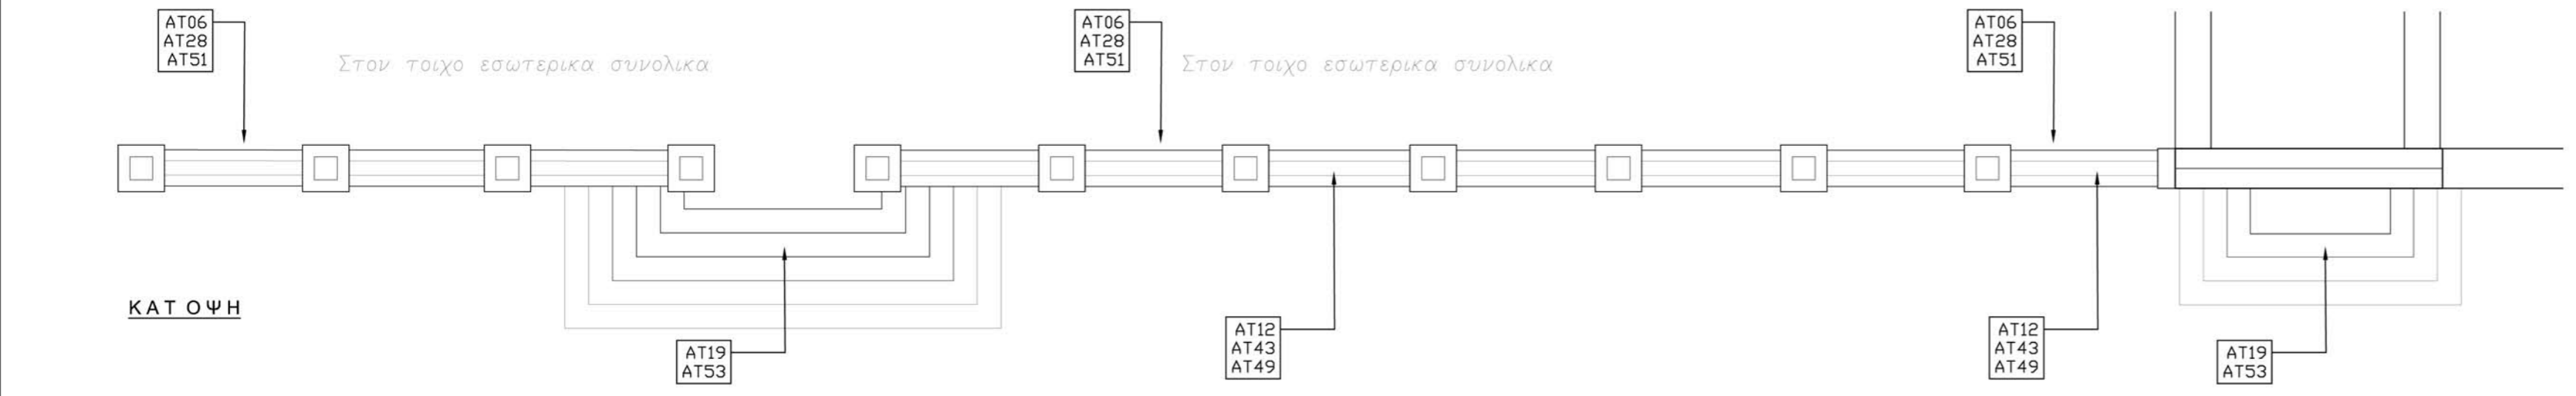 AT06
AT28
AT51
Στον τοιχο εσωτερικα συνολικα
AT06
AT28
AT51
Στον τοιχο εσωτερικα συνολικα
AT06
AT28
AT51
ΚΑΤΟΨΗ
AT19
AT53
AT12
AT43
AT49
AT12
AT43
AT49
AT19
AT53